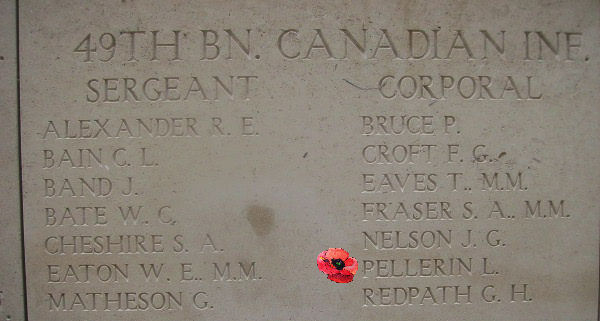 49TH BN. CANADIAN INF.
SERGEANT
ALEXANDER R. E.
BAIN C. L.
BAND J.
BATE W. C.
CHESHIRE S. A.
EATON W. E., M.M.
MATHESON G.
CORPORAL
BRUCE P.
CROFT F. G.
EAVES T., M.M.
FRASER S. A., M.M.
NELSON J. G.
PELLERIN L.
REDPATH G. H.